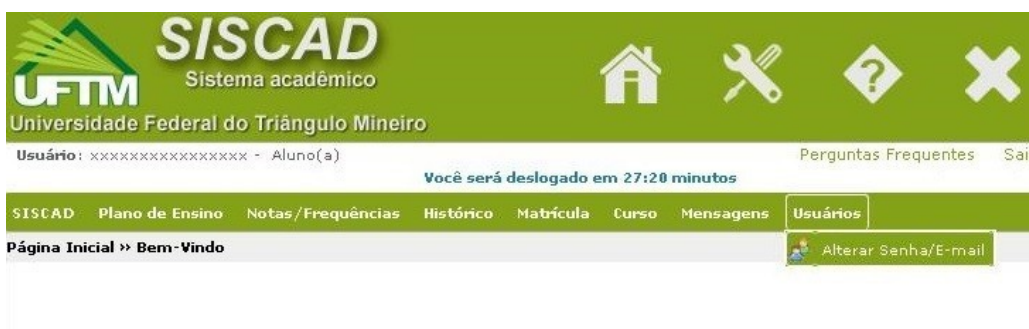 SISCAD
Sistema acadêmico
UFTM
Universidade Federal do Triângulo Mineiro
Usuário: xxxxxxxxxxxxxxxx - Aluno(a)
Perguntas Frequentes Sai
Você será deslogado em 27:20 minutos
SISCAD Plano de Ensino Notas/Frequências Histórico Matrícula Curso Mensagens Usuários
Página Inicial ›› Bem-Vindo
Alterar Senha/E-mail